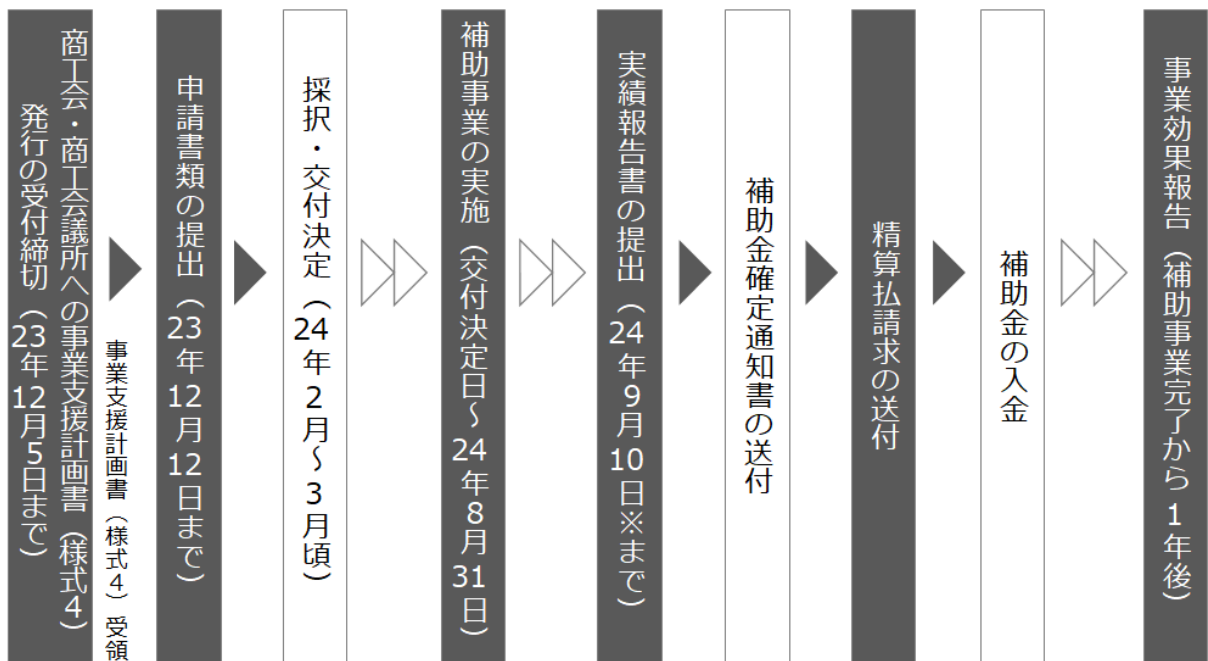 商工会・商工会議所への事業支援計画書（様式4）
発行の受付締切（23年12月5日まで）
事業支援計画書（様式4）受領
申請書類の提出（23年12月12日まで）
採択・交付決定（24年2月～3月頃）
補助事業の実施（交付決定日～24年8月31日）
実績報告書の提出（24年9月10日※まで）
補助金確定通知書の送付
精算払請求の送付
補助金の入金
事業効果報告（補助事業完了から1年後）